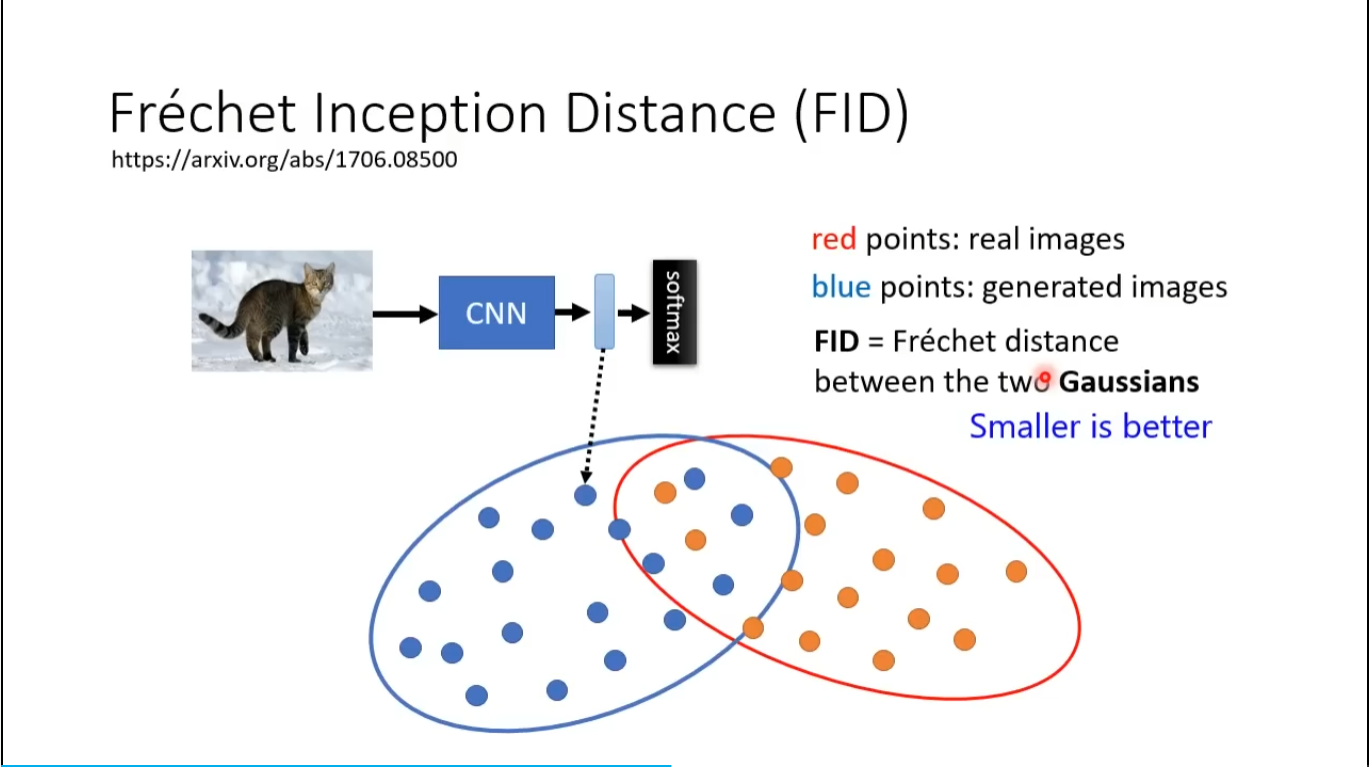 Fréchet Inception Distance (FID)
https://arxiv.org/abs/1706.08500
CNN
softmax
red points: real images
blue points: generated images
FID = Fréchet distance
between the two Gaussians
Smaller is better